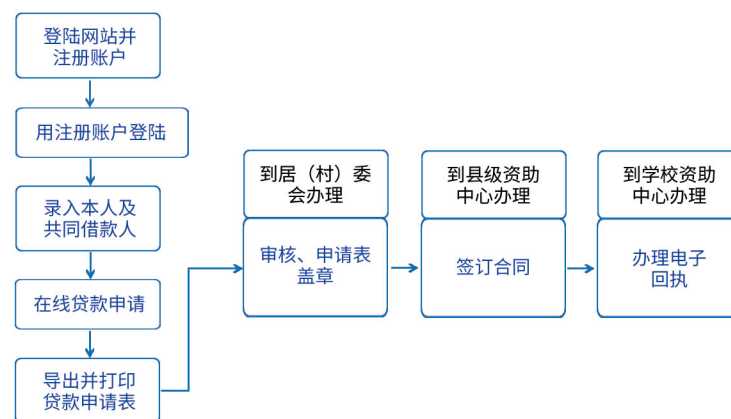 登陆网站并
注册账户
用注册账户登陆
录入本人及
共同借款人
在线贷款申请
导出并打印
贷款申请表
到居（村）委
会办理
审核、申请表
盖章
到县级资助
中心办理
签订合同
到学校资助
中心办理
办理电子
回执